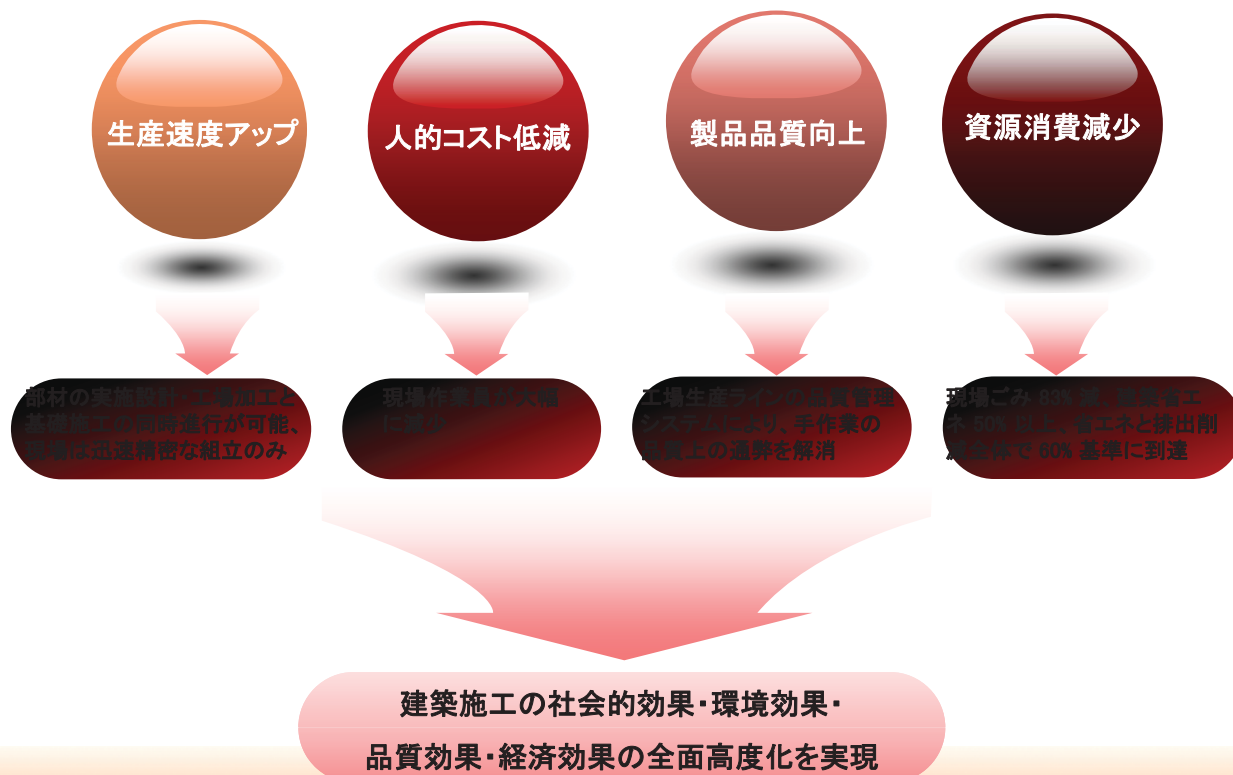 生産速度アップ
人的コスト低減
製品品質向上
資源消費減少
部材の実施設計・工場加工と
基礎施工の同時進行が可能、
現場は迅速精密な組立のみ
現場作業員が大幅
に減少
工場生産ラインの品質管理
システムにより、手作業の
品質上の通弊を解消
現場ごみ 83% 減、建築省エ
ネ 50% 以上、省エネと排出削
減全体で 60% 基準に到達
建築施工の社会的効果・環境効果・
品質効果・経済効果の全面高度化を実現